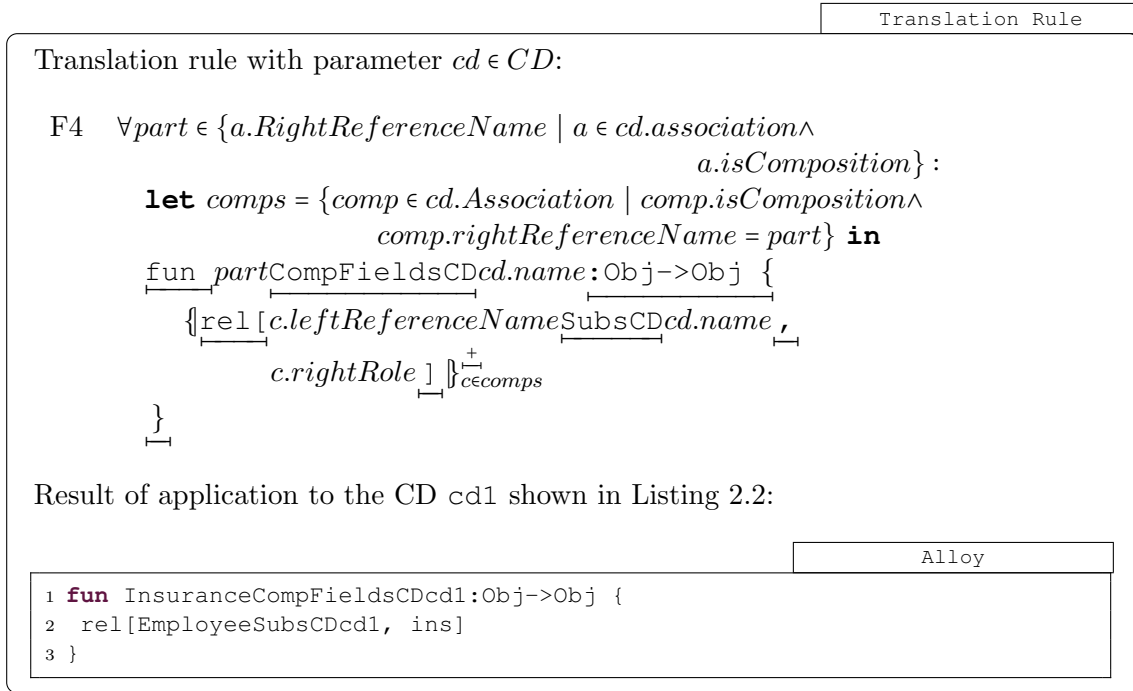 Translation Rule
Translation rule with parameter cd ∈ CD:
F4 ∀part ∈ {a.RightReferenceName | a ∈ cd.association∧
a.isComposition} :
let comps = {comp ∈ cd.Association | comp.isComposition∧
comp.rightReferenceName = part} in
fun partCompFieldsCDcd.name:Obj->Obj {
⦃rel[c.leftReferenceNameSubsCDcd.name,
c.rightRole ] ⦄⁺c∈comps
}
Result of application to the CD cd1 shown in Listing 2.2:
Alloy
1 fun InsuranceCompFieldsCDcd1:Obj->Obj {
2 rel[EmployeeSubsCDcd1, ins]
3 }